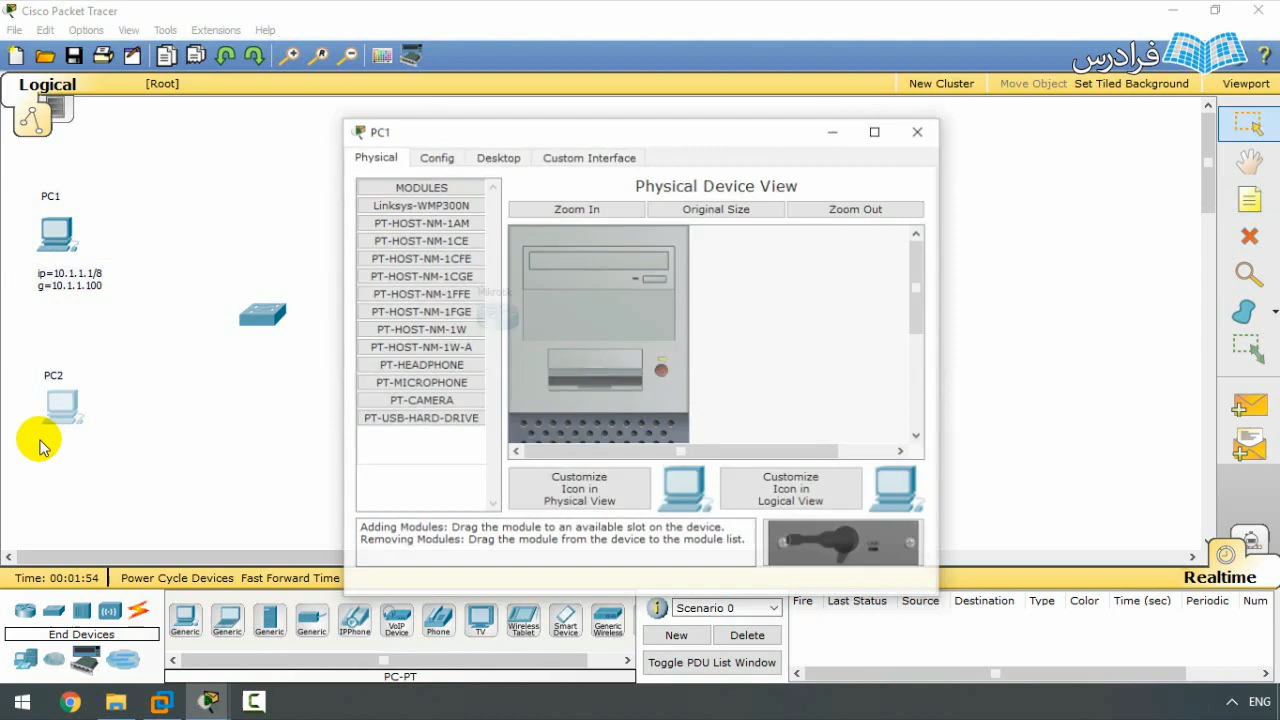 Cisco Packet Tracer
File Edit Options View Tools Extensions Help
فرادرس
Logical [Root] New Cluster Move Object Set Tiled Background Viewport
PC1
ip=10.1.1.1/8
g=10.1.1.100
PC2
PC1
Physical Config Desktop Custom Interface
MODULES
Linksys-WMP300N
PT-HOST-NM-1AM
PT-HOST-NM-1CE
PT-HOST-NM-1CFE
PT-HOST-NM-1CGE
PT-HOST-NM-1FFE
PT-HOST-NM-1FGE
PT-HOST-NM-1W
PT-HOST-NM-1W-A
PT-HEADPHONE
PT-MICROPHONE
PT-CAMERA
PT-USB-HARD-DRIVE
Physical Device View
Zoom In Original Size Zoom Out
Customize
Icon in
Physical View
Customize
Icon in
Logical View
Adding Modules: Drag the module to an available slot on the device.
Removing Modules: Drag the module from the device to the module list.
Time: 00:01:54 Power Cycle Devices Fast Forward Time
Realtime
End Devices
Generic Generic Generic Generic IPPhone VoIP Device Phone TV Wireless Tablet Smart Device Generic Wireless
PC-PT
Scenario 0
New Delete
Toggle PDU List Window
Fire Last Status Source Destination Type Color Time (sec) Periodic Num
ENG